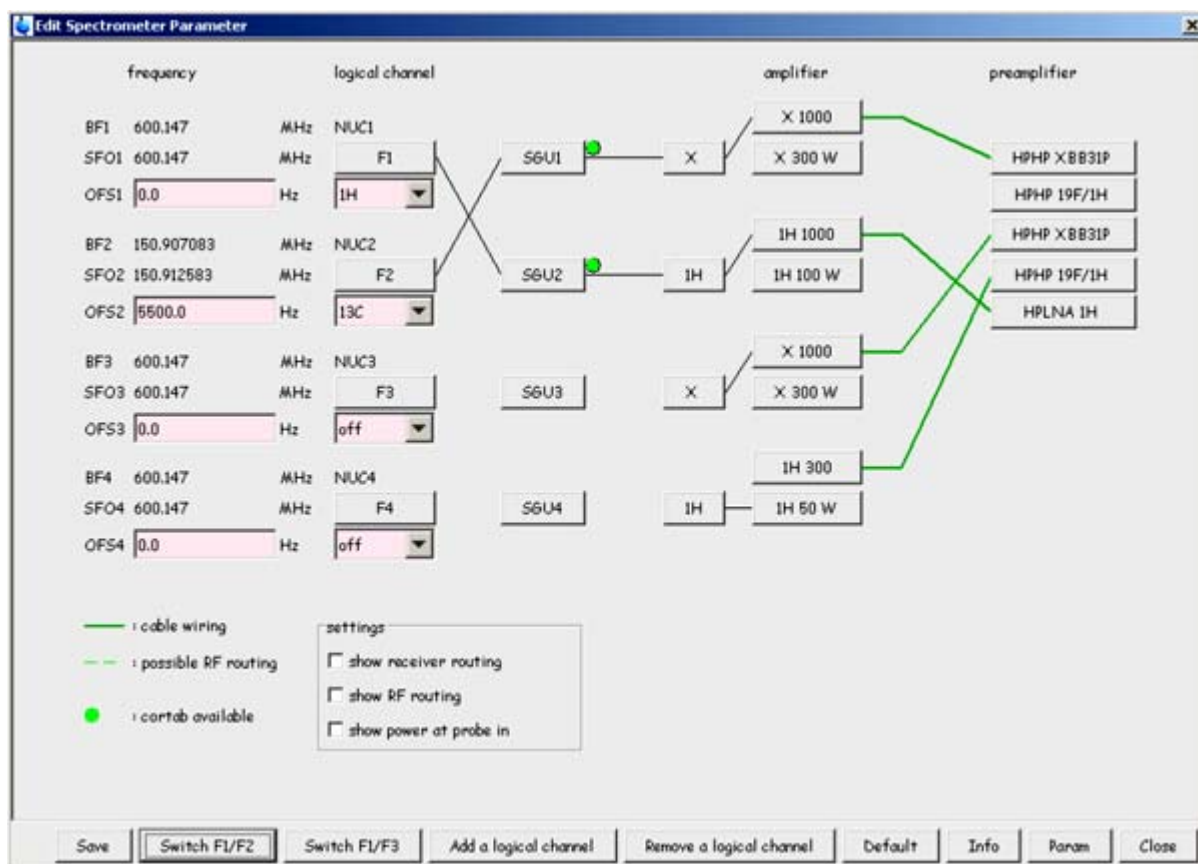 Edit Spectrometer Parameter
frequency logical channel amplifier preamplifier
X 1000
BF1 600.147 MHz NUC1
SFO1 600.147 MHz F1 SGU1 X X 300 W HPHP XBB31P
OFS1 0.0 Hz 1H HPHP 19F/1H
BF2 150.907083 MHz NUC2 1H 1000 HPHP XBB31P
SFO2 150.912583 MHz F2 SGU2 1H 1H 100 W HPHP 19F/1H
OFS2 5500.0 Hz 13C HPLNA 1H
X 1000
BF3 600.147 MHz NUC3
SFO3 600.147 MHz F3 SGU3 X X 300 W
OFS3 0.0 Hz off
1H 300
BF4 600.147 MHz NUC4
SFO4 600.147 MHz F4 SGU4 1H 1H 50 W
OFS4 0.0 Hz off
: cable wiring
: possible RF routing
: cortab available
settings
show receiver routing
show RF routing
show power at probe in
Save Switch F1/F2 Switch F1/F3 Add a logical channel Remove a logical channel Default Info Param Close